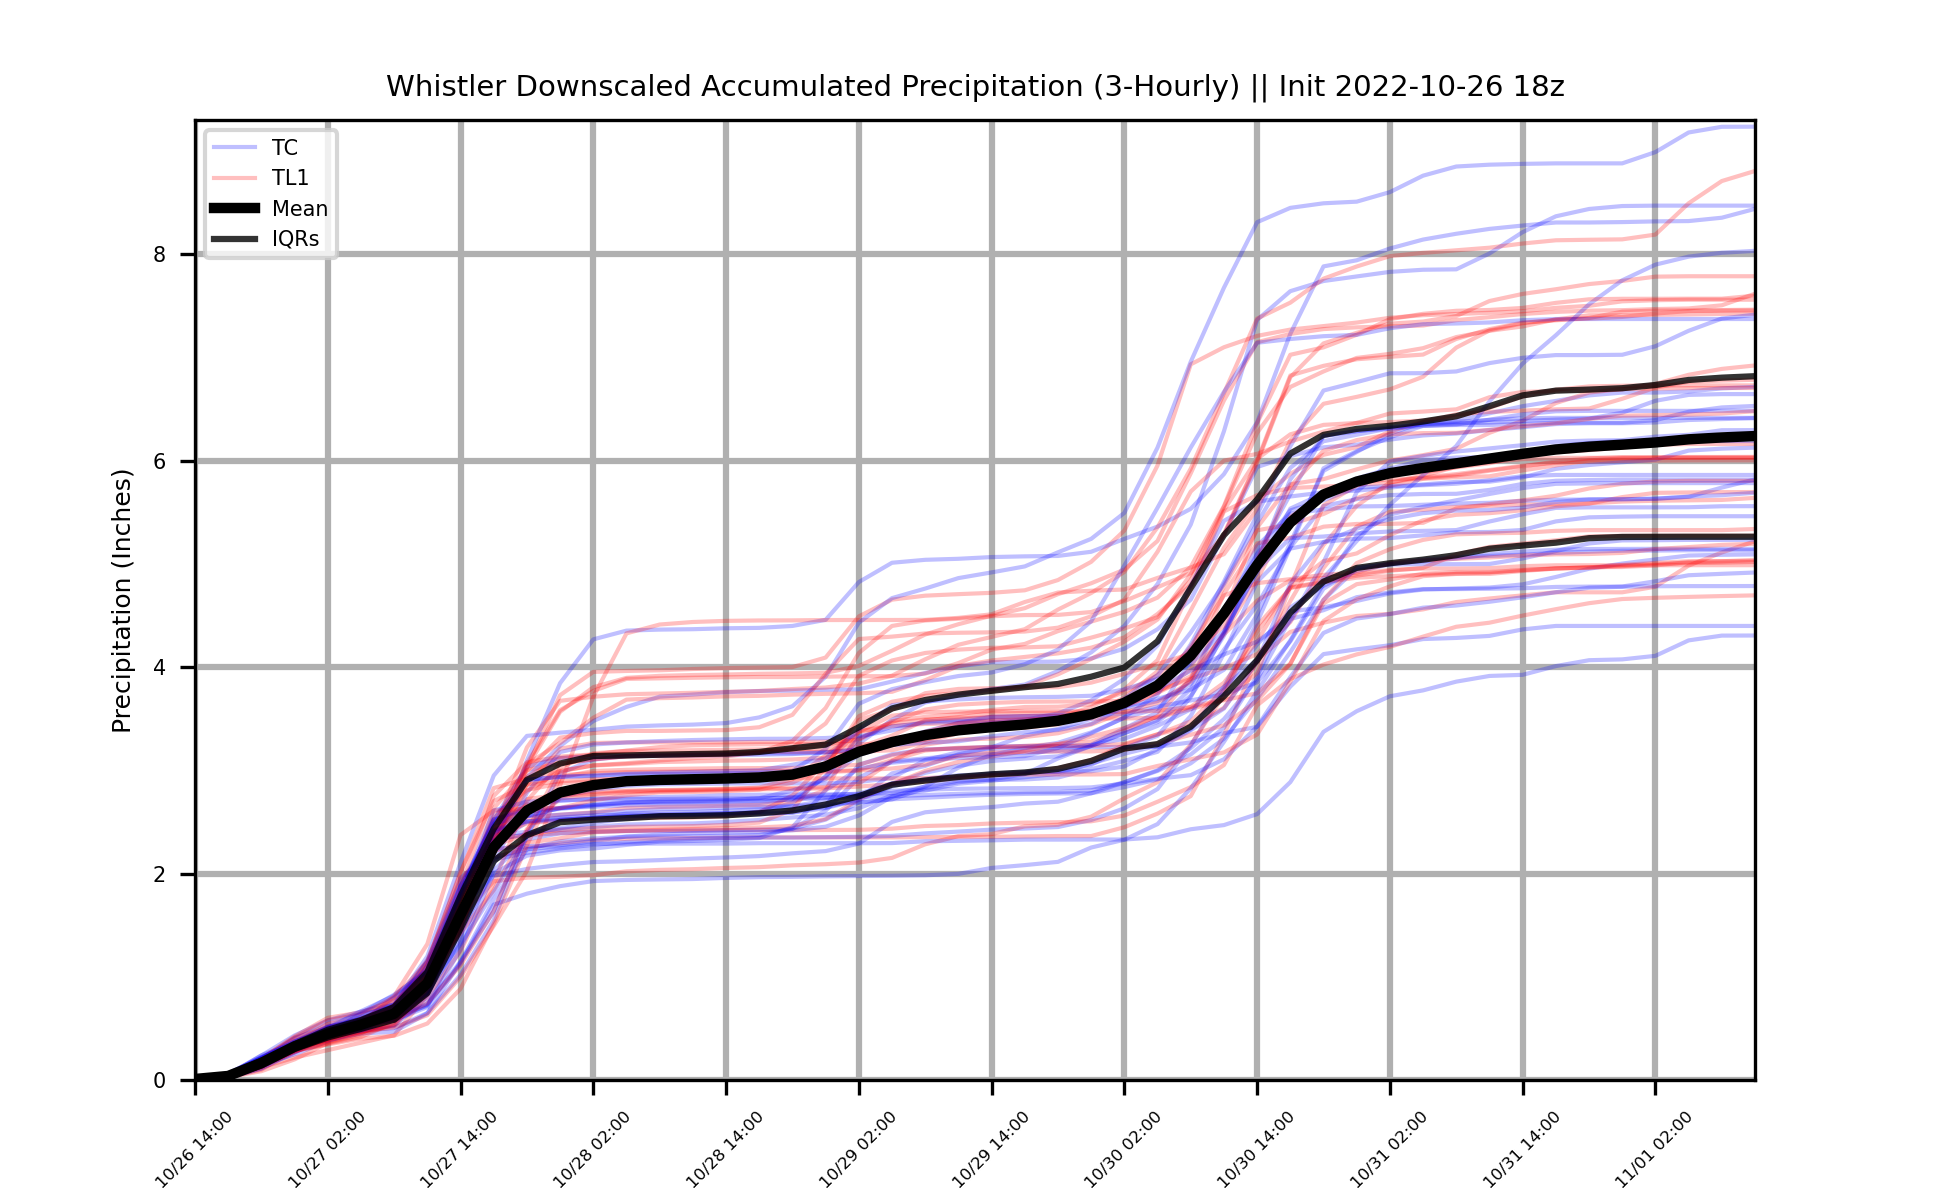 Whistler Downscaled Accumulated Precipitation (3-Hourly) || Init 2022-10-26 18z
TC
TL1
Mean
IQRs
Precipitation (Inches)
8
6
4
2
0
10/26 14:00
10/27 02:00
10/27 14:00
10/28 02:00
10/28 14:00
10/29 02:00
10/29 14:00
10/30 02:00
10/30 14:00
10/31 02:00
10/31 14:00
11/01 02:00